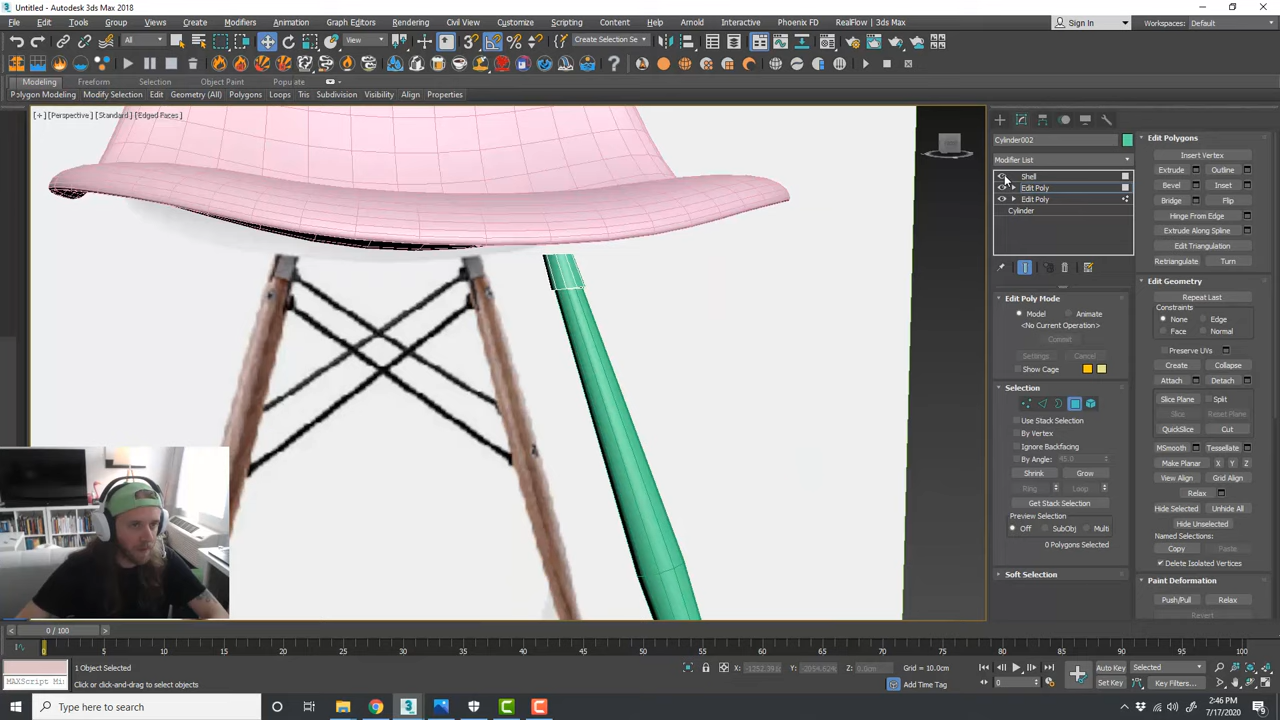 Untitled - Autodesk 3ds Max 2018
File Edit Tools Group Views Create Modifiers Animation Graph Editors Rendering Civil View Customize Scripting Content Help Arnold Interactive Phoenix FD RealFlow | 3ds Max Sign In Workspaces: Default
All View Create Selection Se
Modeling Freeform Selection Object Paint Populate
Polygon Modeling Modify Selection Edit Geometry (All) Polygons Loops Tris Subdivision Visibility Align Properties
[+] [Perspective] [Standard] [Edged Faces]
Cylinder002
Modifier List
Shell
Edit Poly
Edit Poly
Cylinder
Edit Poly Mode
Model Animate
<No Current Operation>
Commit
Settings Cancel
Show Cage
Selection
Use Stack Selection
By Vertex
Ignore Backfacing
By Angle: 45.0
Shrink Grow
Ring Loop
Get Stack Selection
Preview Selection
Off SubObj Multi
0 Polygons Selected
Soft Selection
Edit Polygons
Insert Vertex
Extrude Outline
Bevel Inset
Bridge Flip
Hinge From Edge
Extrude Along Spline
Edit Triangulation
Retriangulate Turn
Edit Geometry
Repeat Last
Constraints
None Edge
Face Normal
Preserve UVs
Create Collapse
Attach Detach
Slice Plane Split
Slice Reset Plane
QuickSlice Cut
MSmooth Tessellate
Make Planar X Y Z
View Align Grid Align
Relax
Hide Selected Unhide All
Hide Unselected
Named Selections:
Copy Paste
Delete Isolated Vertices
Paint Deformation
Push/Pull Relax
Revert
0 / 100
0 5 10 15 20 25 30 35 40 45 50 55 60 65 70 75 80 85 90 95 100
1 Object Selected
MAXScript Mi
Click or click-and-drag to select objects
X: Y: Z: 0.0cm Grid = 10.0cm
Add Time Tag
0
Auto Key Selected
Set Key Key Filters...
Type here to search
2:46 PM
7/17/2020